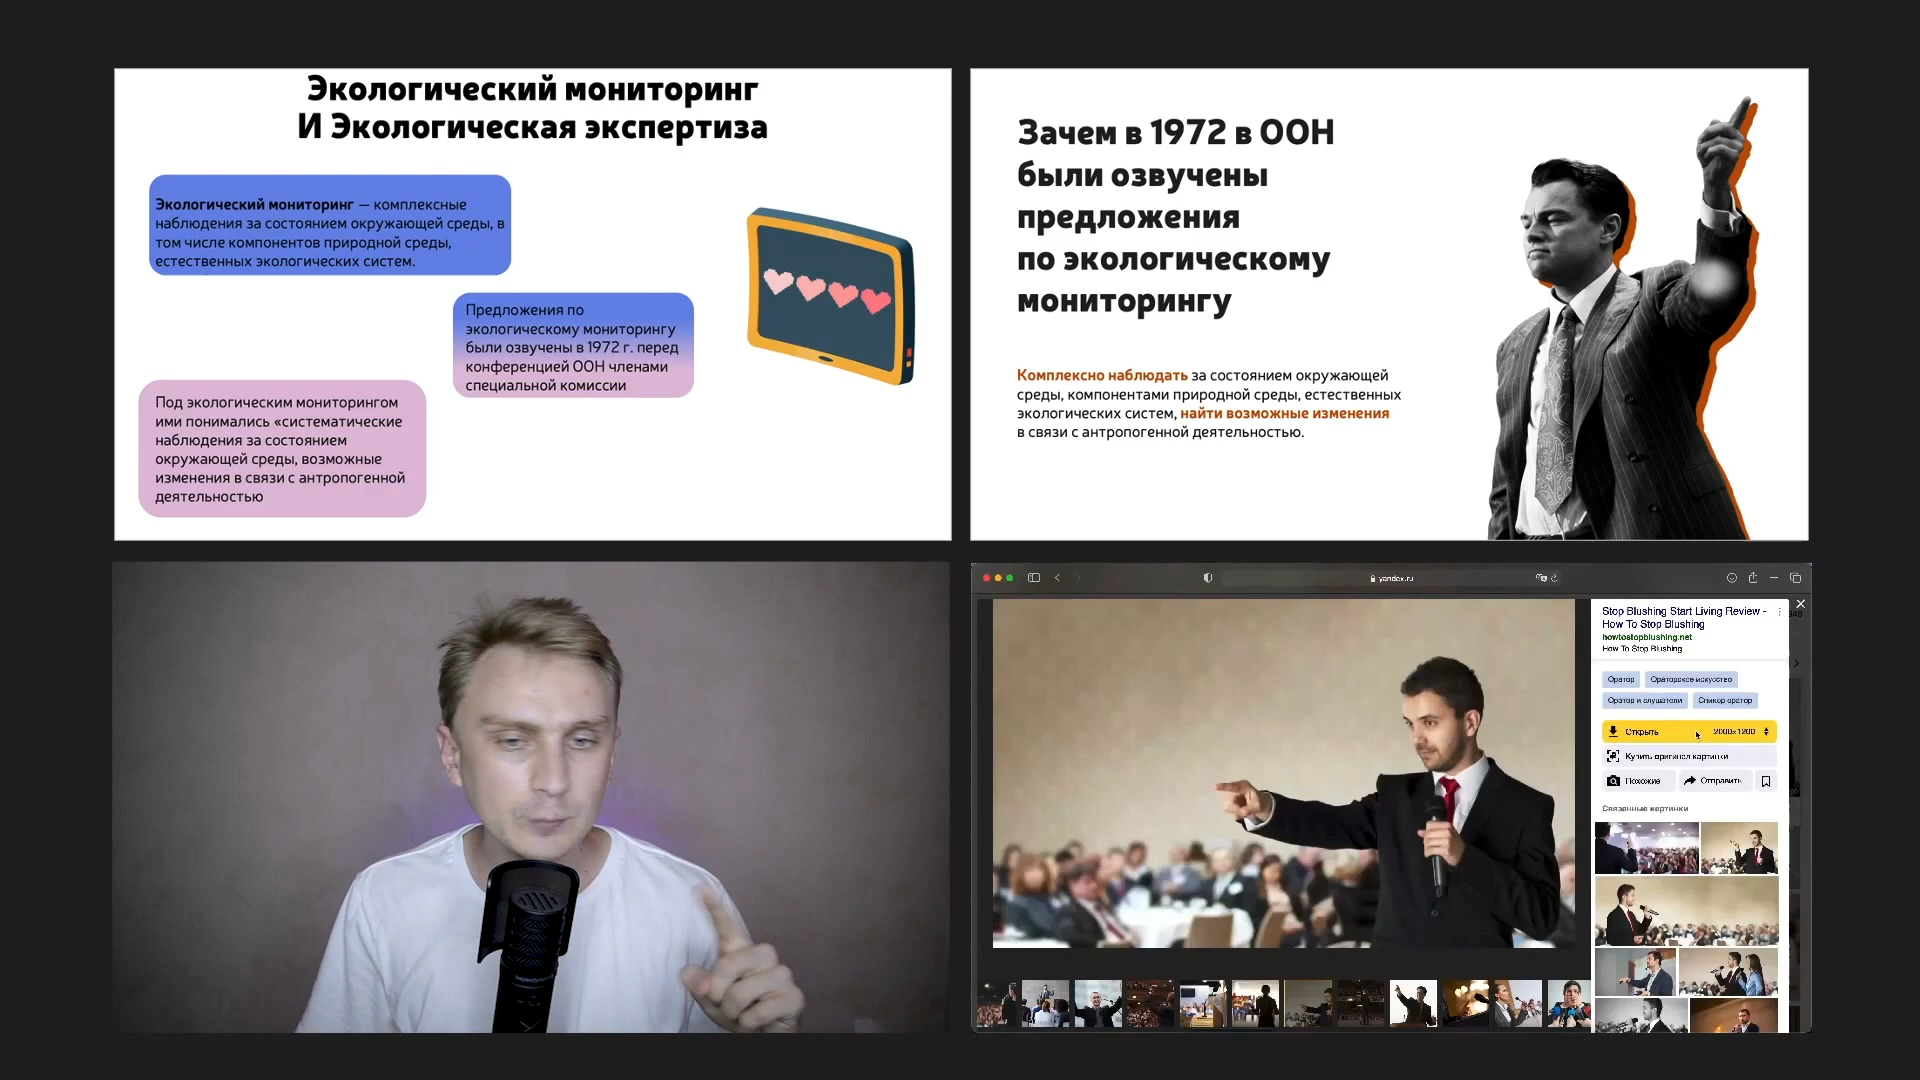 Экологический мониторинг
И Экологическая экспертиза
Экологический мониторинг — комплексные
наблюдения за состоянием окружающей среды, в
том числе компонентов природной среды,
естественных экологических систем.
Предложения по
экологическому мониторингу
были озвучены в 1972 г. перед
конференцией ООН членами
специальной комиссии
Под экологическим мониторингом
ими понимались «систематические
наблюдения за состоянием
окружающей среды, возможные
изменения в связи с антропогенной
деятельностью
Зачем в 1972 в ООН
были озвучены
предложения
по экологическому
мониторингу
Комплексно наблюдать за состоянием окружающей
среды, компонентами природной среды, естественных
экологических систем, найти возможные изменения
в связи с антропогенной деятельностью.
yandex.ru
Stop Blushing Start Living Review -
How To Stop Blushing
howtostopblushing.net
How To Stop Blushing
Оратор
Ораторское искусство
Оратор и слушатели
Спикер оратор
Открыть
2000×1200
Купить оригинал картинки
Похожие
Отправить
Связанные картинки